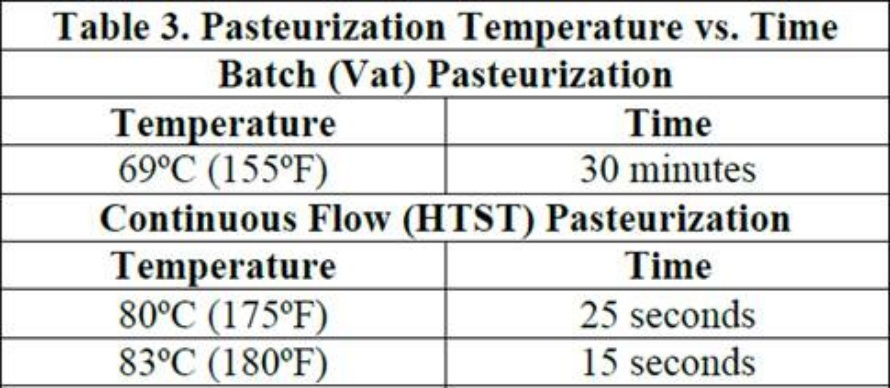 Table 3. Pasteurization Temperature vs. Time
Batch (Vat) Pasteurization
Temperature Time
69ºC (155ºF) 30 minutes
Continuous Flow (HTST) Pasteurization
Temperature Time
80ºC (175ºF) 25 seconds
83ºC (180ºF) 15 seconds